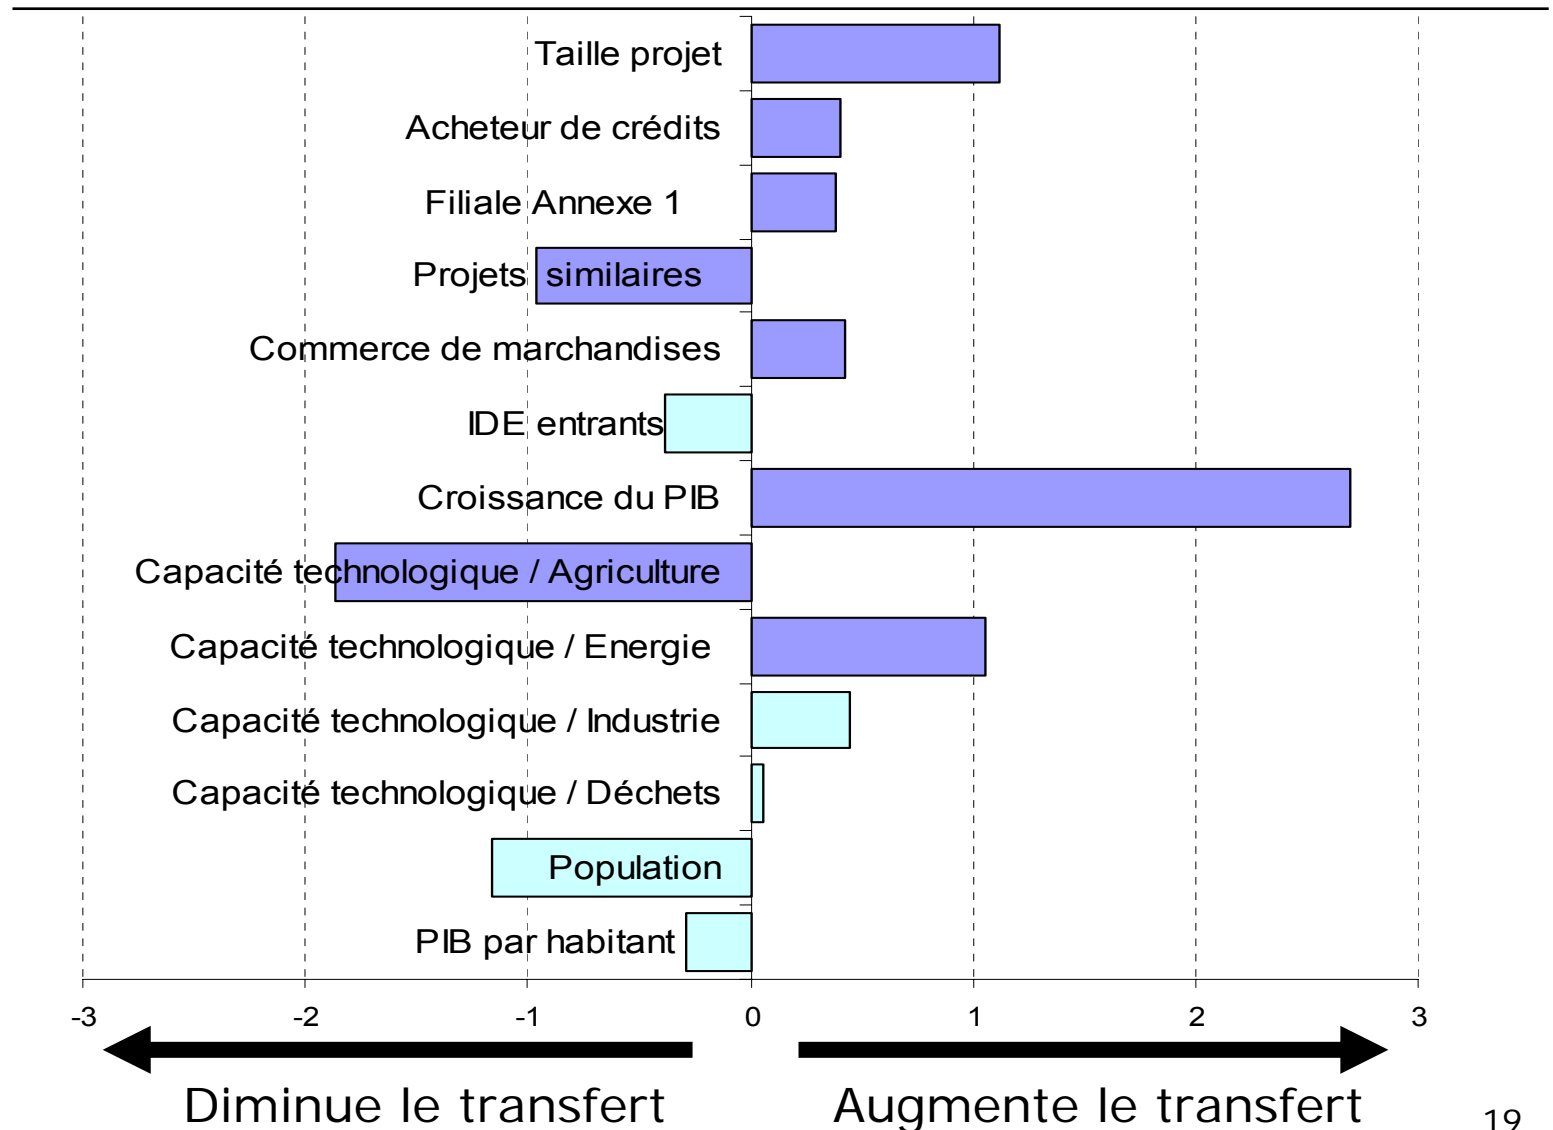 Taille projet
Acheteur de crédits
Filiale Annexe 1
Projets similaires
Commerce de marchandises
IDE entrants
Croissance du PIB
Capacité technologique / Agriculture
Capacité technologique / Energie
Capacité technologique / Industrie
Capacité technologique / Déchets
Population
PIB par habitant
-3 -2 -1 0 1 2 3
Diminue le transfert Augmente le transfert
19